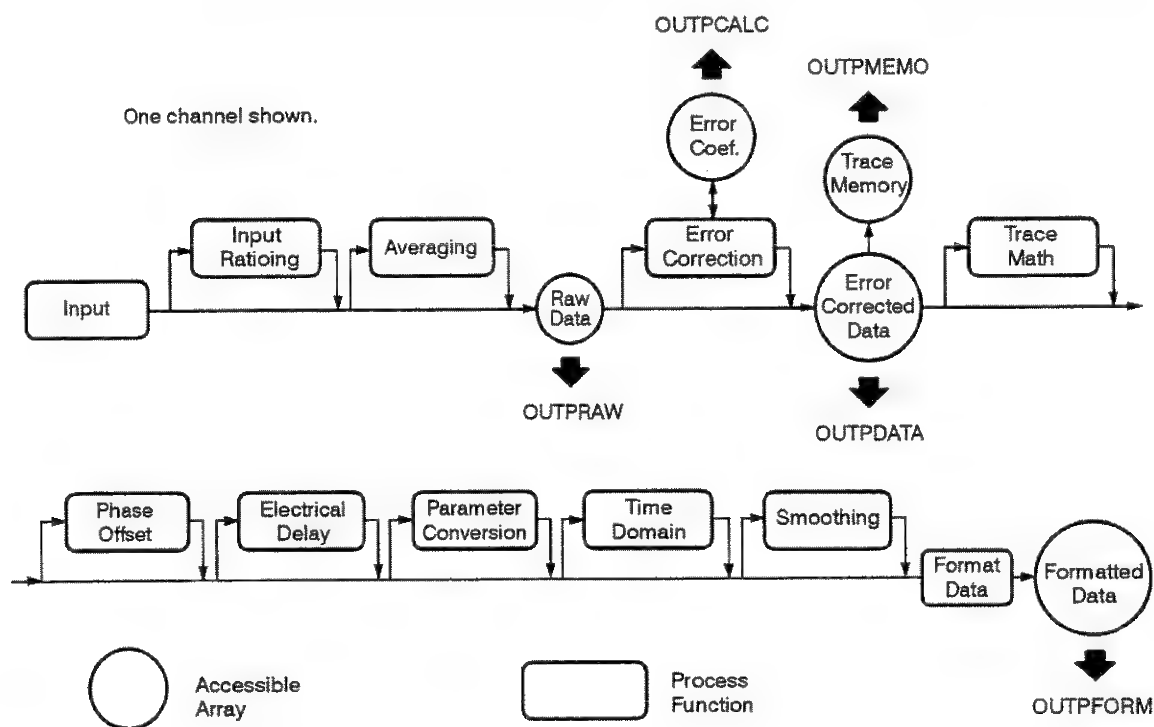 OUTPCALC
OUTPMEMO
One channel shown.
Error
Coef.
Trace
Memory
Input
Ratioing
Averaging
Error
Correction
Trace
Math
Input
Raw
Data
Error
Corrected
Data
OUTPRAW
OUTPDATA
Phase
Offset
Electrical
Delay
Parameter
Conversion
Time
Domain
Smoothing
Format
Data
Formatted
Data
Accessible
Array
Process
Function
OUTPFORM